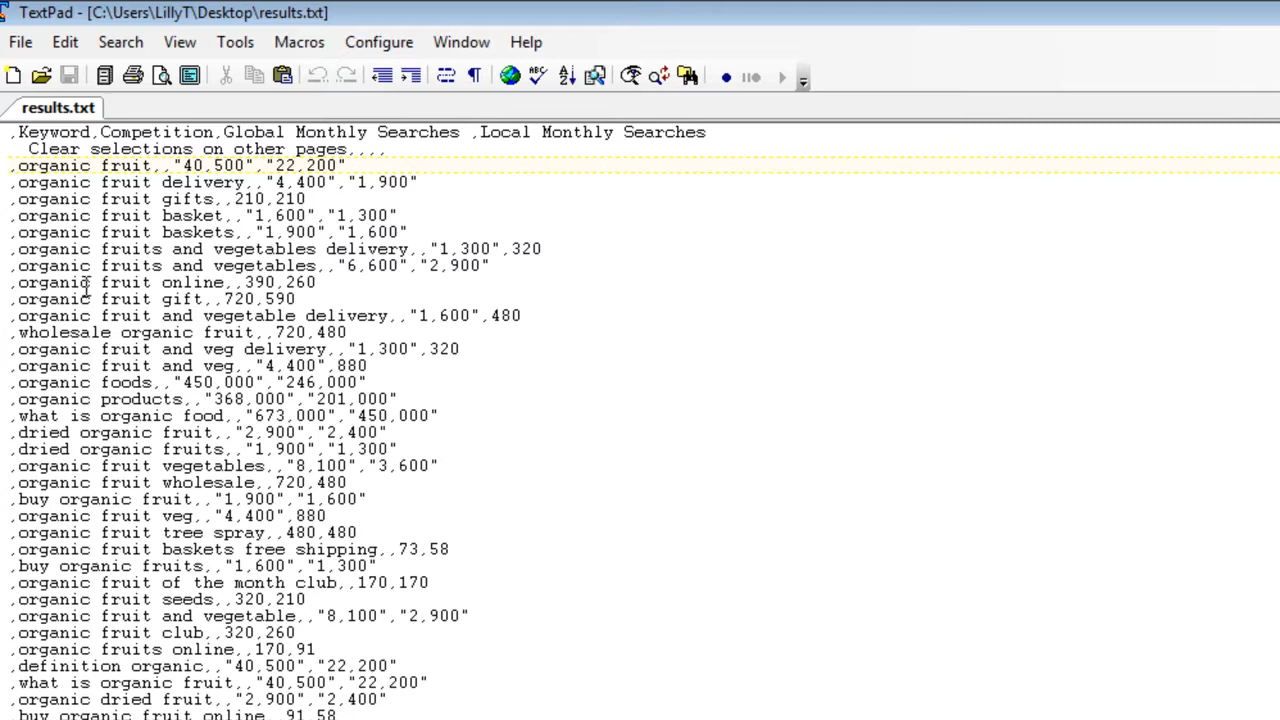 TextPad - [C:\Users\LillyT\Desktop\results.txt]
File Edit Search View Tools Macros Configure Window Help
results.txt
,Keyword,Competition,Global Monthly Searches ,Local Monthly Searches
Clear selections on other pages,,,,
,organic fruit,,"40,500","22,200"
,organic fruit delivery,,"4,400","1,900"
,organic fruit gifts,,210,210
,organic fruit basket,,"1,600","1,300"
,organic fruit baskets,,"1,900","1,600"
,organic fruits and vegetables delivery,,"1,300",320
,organic fruits and vegetables,,"6,600","2,900"
,organic fruit online,,390,260
,organic fruit gift,,720,590
,organic fruit and vegetable delivery,,"1,600",480
,wholesale organic fruit,,720,480
,organic fruit and veg delivery,,"1,300",320
,organic fruit and veg,,"4,400",880
,organic foods,,"450,000","246,000"
,organic products,,"368,000","201,000"
,what is organic food,,"673,000","450,000"
,dried organic fruit,,"2,900","2,400"
,dried organic fruits,,"1,900","1,300"
,organic fruit vegetables,,"8,100","3,600"
,organic fruit wholesale,,720,480
,buy organic fruit,,"1,900","1,600"
,organic fruit veg,,"4,400",880
,organic fruit tree spray,,480,480
,organic fruit baskets free shipping,,73,58
,buy organic fruits,,"1,600","1,300"
,organic fruit of the month club,,170,170
,organic fruit seeds,,320,210
,organic fruit and vegetable,,"8,100","2,900"
,organic fruit club,,320,260
,organic fruits online,,170,91
,definition organic,,"40,500","22,200"
,what is organic fruit,,"40,500","22,200"
,organic dried fruit,,"2,900","2,400"
,buy organic fruit online,,91,58